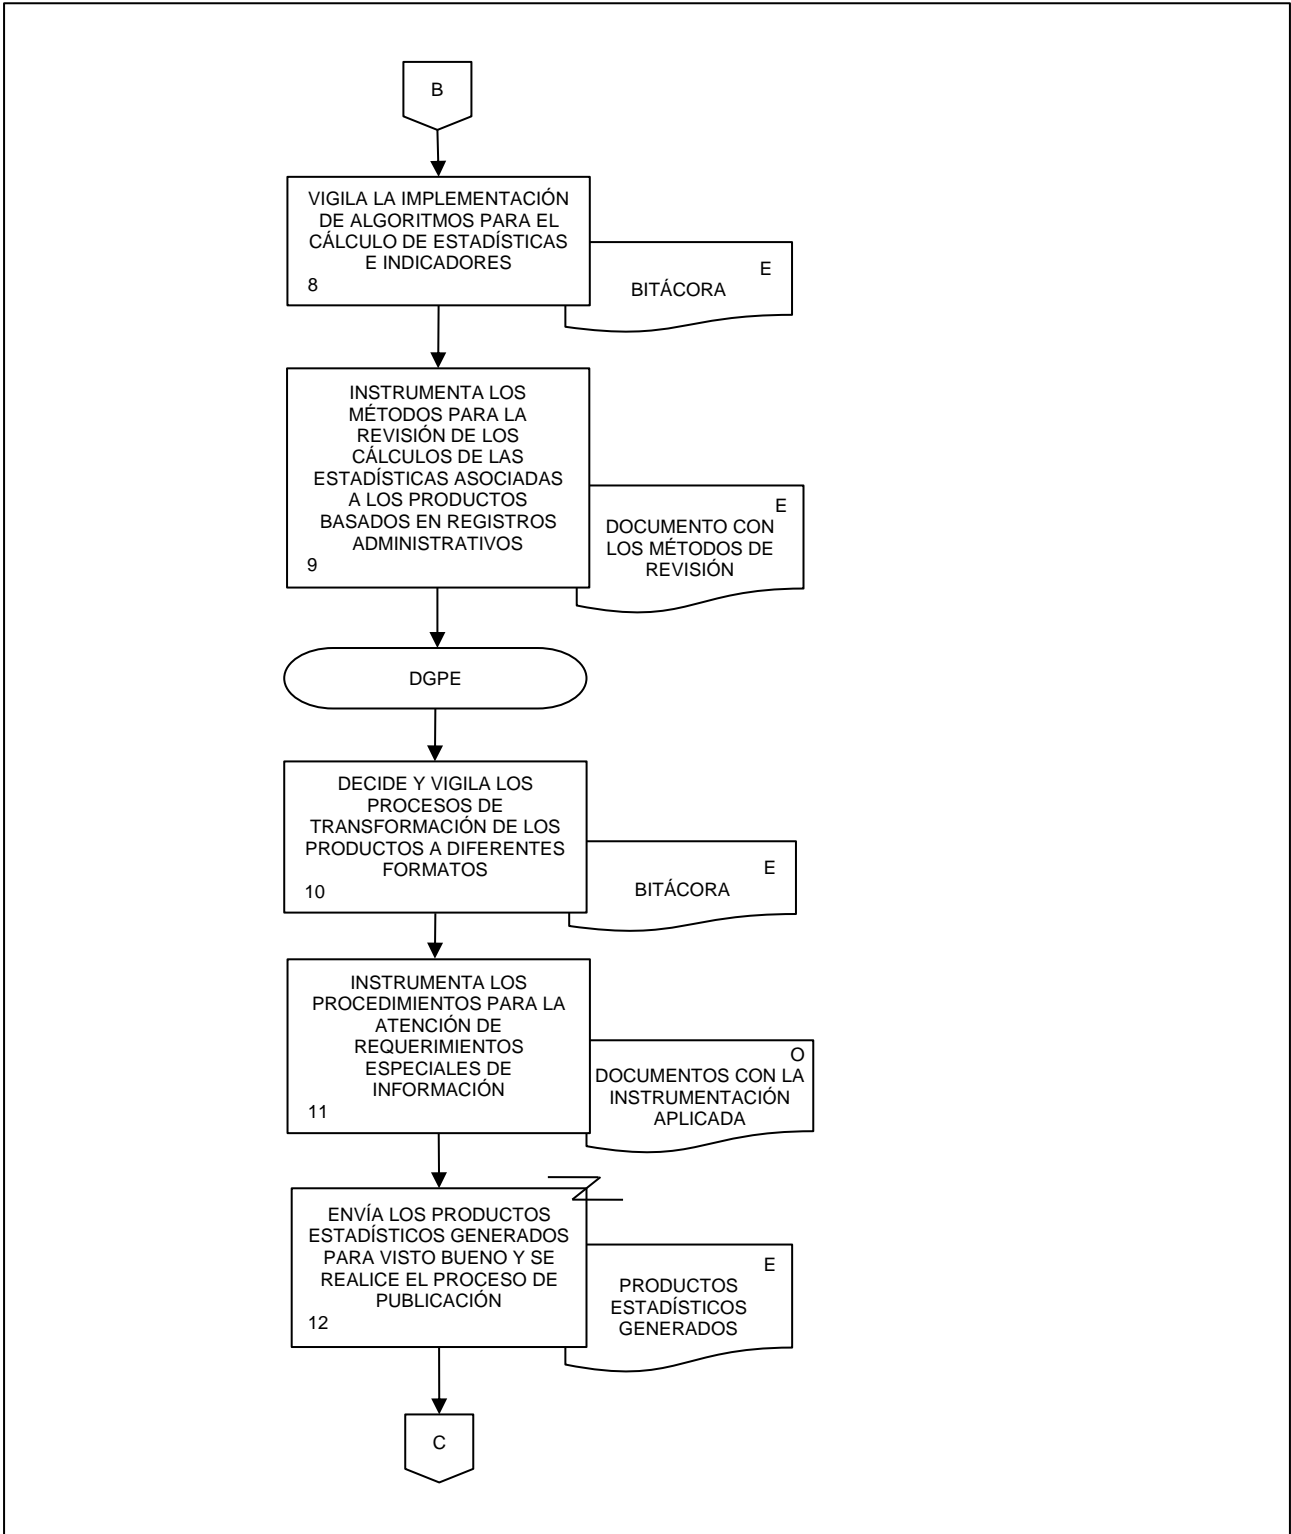 B
VIGILA LA IMPLEMENTACIÓN
DE ALGORITMOS PARA EL
CÁLCULO DE ESTADÍSTICAS
E INDICADORES
8
E
BITÁCORA
INSTRUMENTA LOS
MÉTODOS PARA LA
REVISIÓN DE LOS
CÁLCULOS DE LAS
ESTADÍSTICAS ASOCIADAS
A LOS PRODUCTOS
BASADOS EN REGISTROS
ADMINISTRATIVOS
9
E
DOCUMENTO CON
LOS MÉTODOS DE
REVISIÓN
DGPE
DECIDE Y VIGILA LOS
PROCESOS DE
TRANSFORMACIÓN DE LOS
PRODUCTOS A DIFERENTES
FORMATOS
10
E
BITÁCORA
INSTRUMENTA LOS
PROCEDIMIENTOS PARA LA
ATENCIÓN DE
REQUERIMIENTOS
ESPECIALES DE
INFORMACIÓN
11
O
DOCUMENTOS CON LA
INSTRUMENTACIÓN
APLICADA
ENVÍA LOS PRODUCTOS
ESTADÍSTICOS GENERADOS
PARA VISTO BUENO Y SE
REALICE EL PROCESO DE
PUBLICACIÓN
12
E
PRODUCTOS
ESTADÍSTICOS
GENERADOS
C